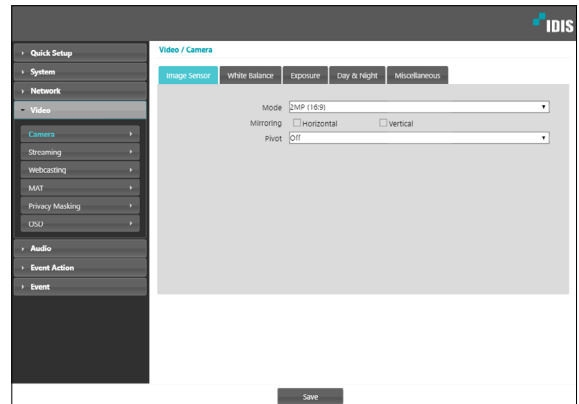 IDIS
Quick Setup
System
Network
Video
Camera
Streaming
Webcasting
MAT
Privacy Masking
OSD
Audio
Event Action
Event
Video / Camera
Image Sensor White Balance Exposure Day & Night Miscellaneous
Mode 2MP (16:9)
Mirroring Horizontal Vertical
Pivot Off
Save